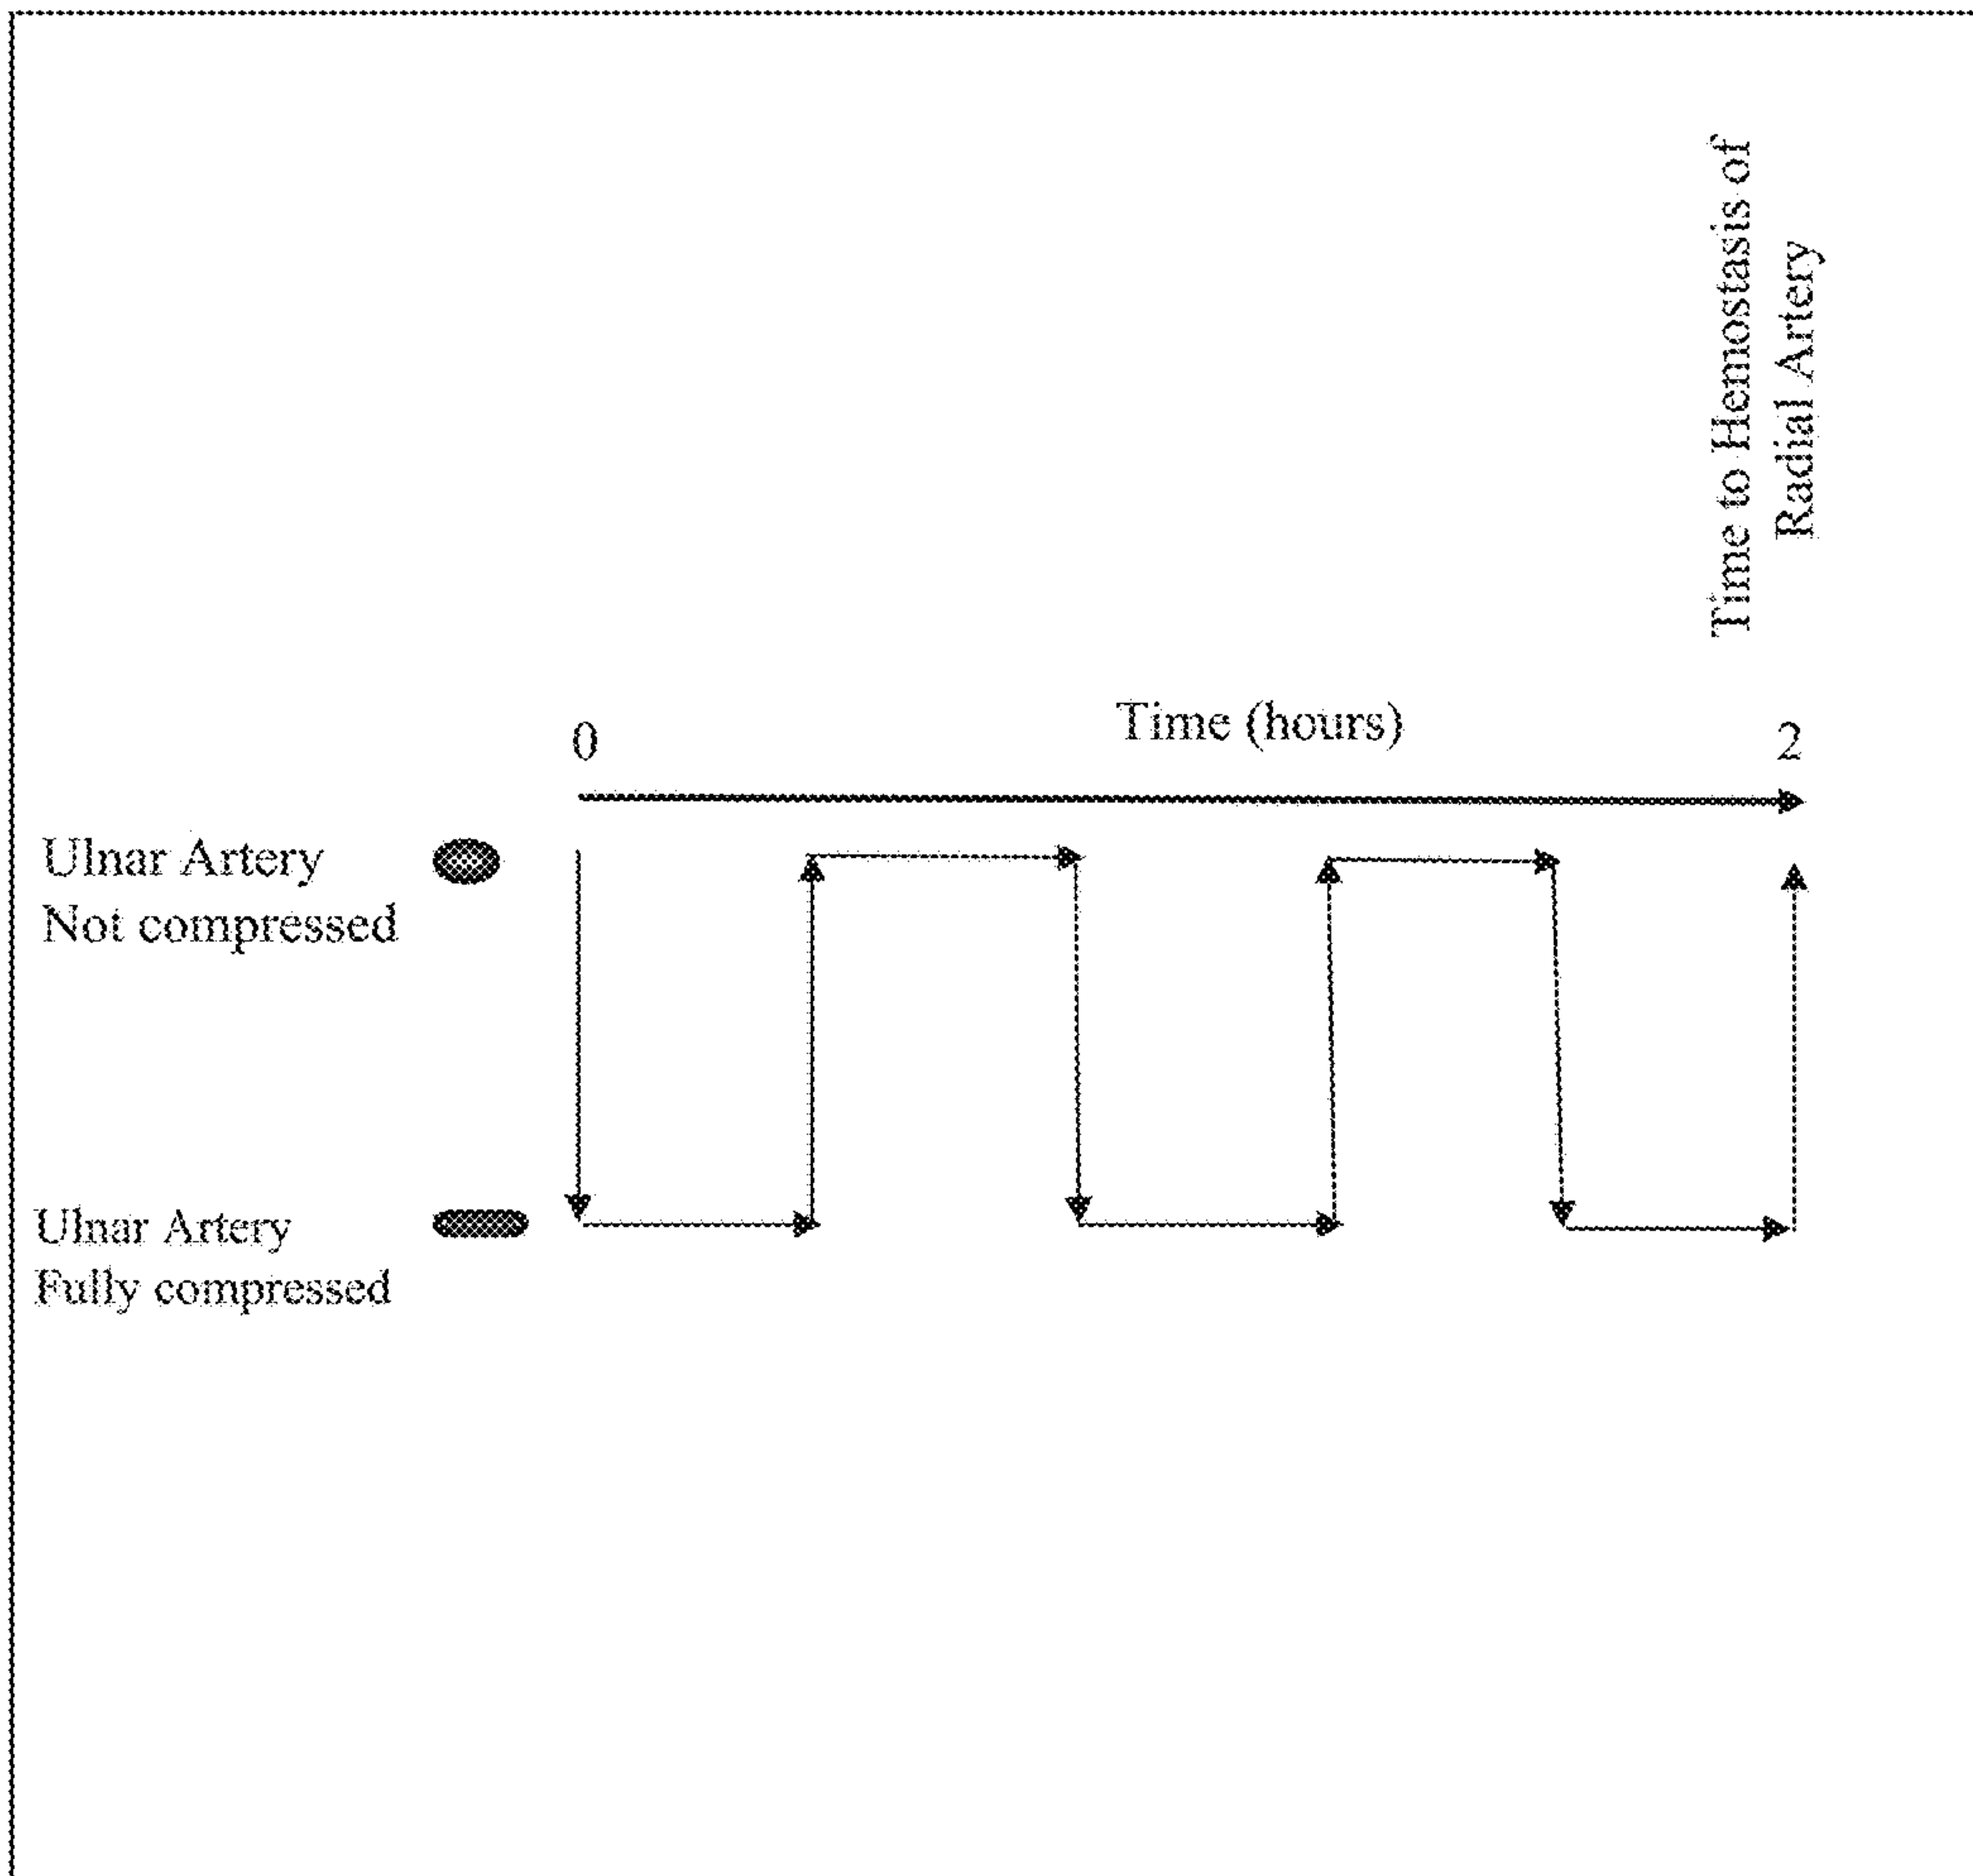 Time to Hemostasis of
Radial Artery
Time (hours)
0
2
Ulnar Artery
Not compressed
Ulnar Artery
Fully compressed